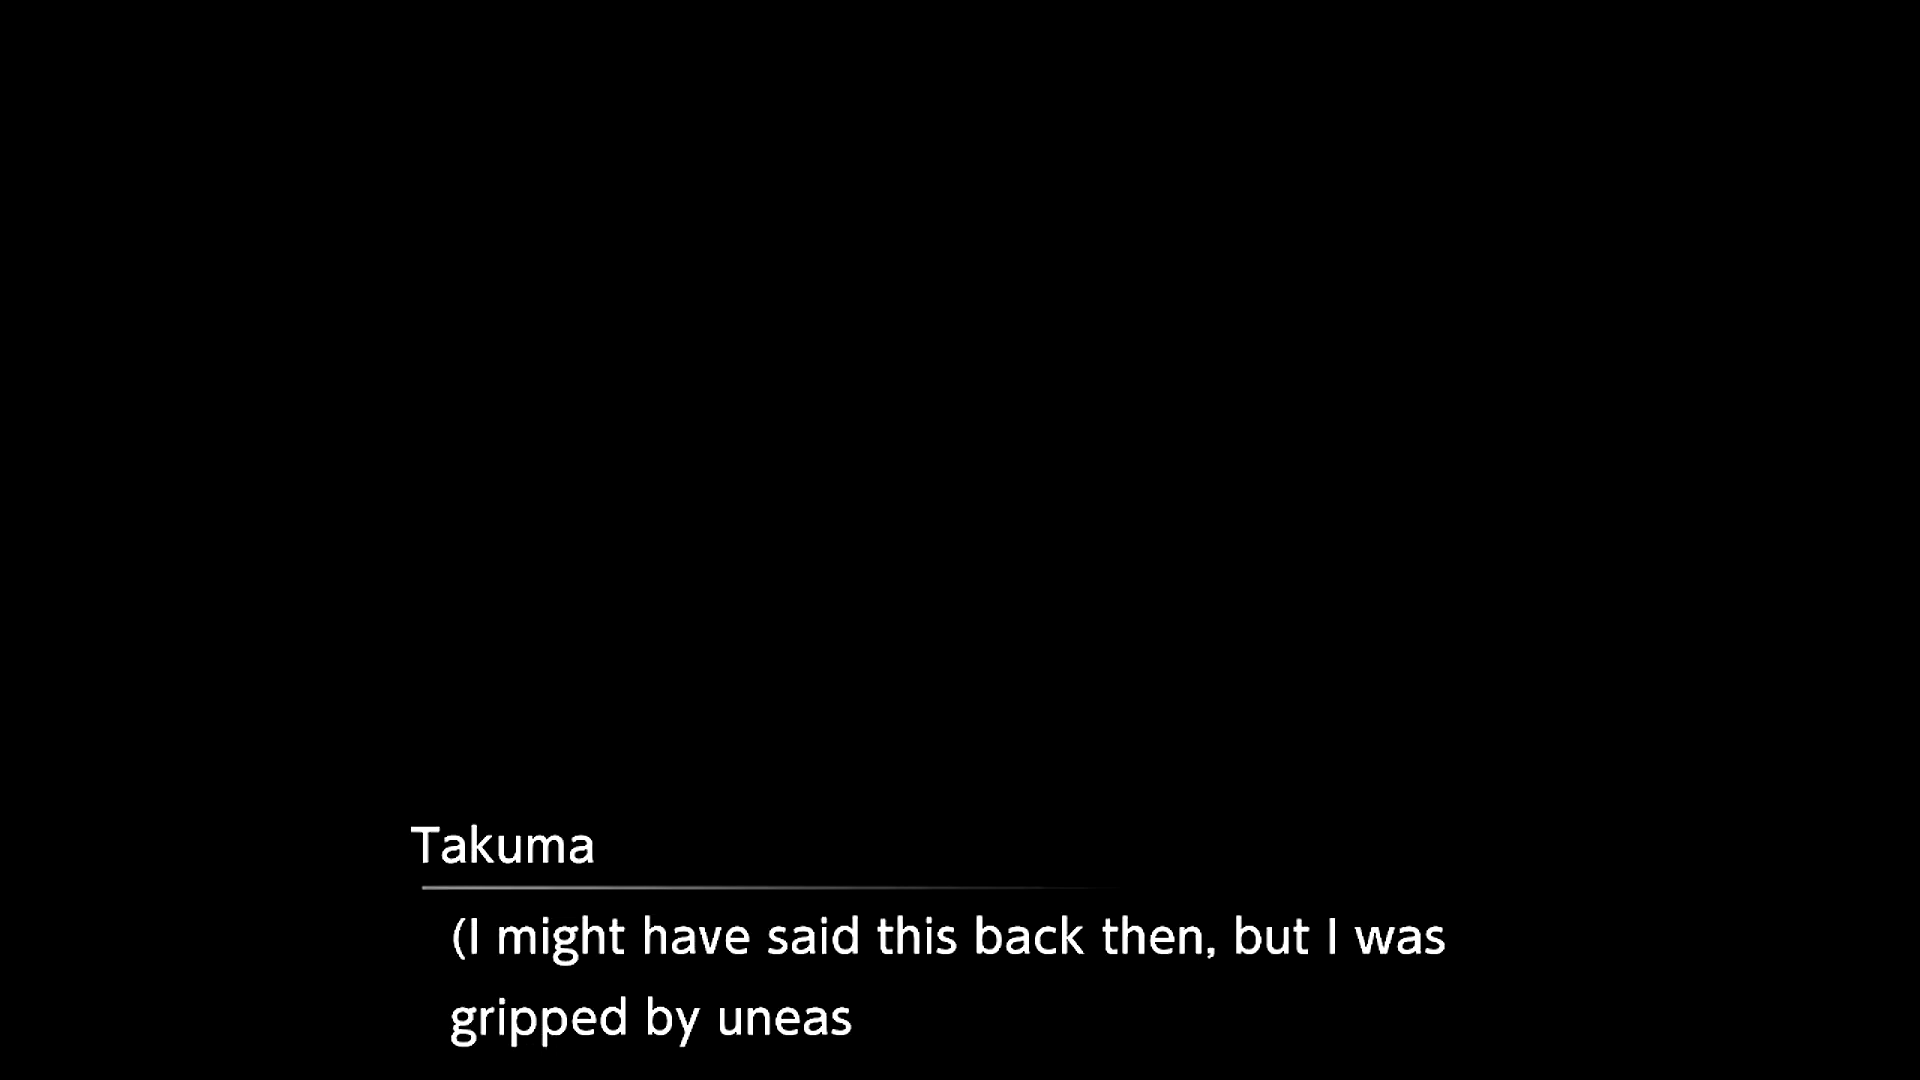 Takuma
(I might have said this back then, but I was
gripped by uneas